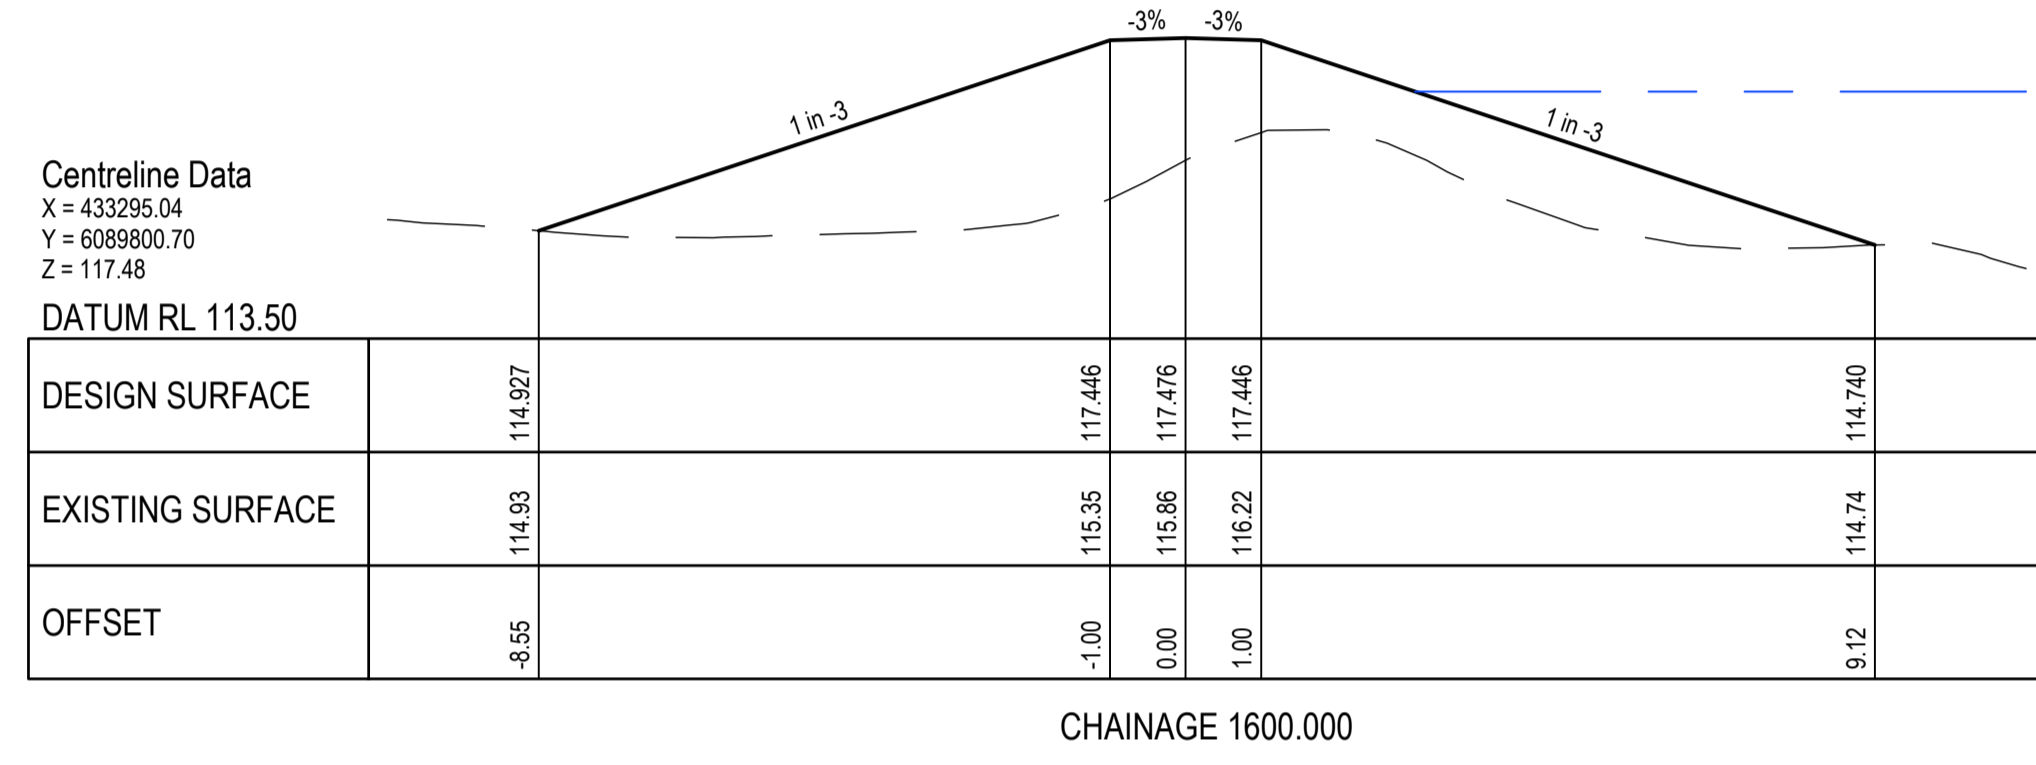 -3% -3%
1 in -3
1 in -3
Centreline Data
X = 433295.04
Y = 6089800.70
Z = 117.48
DATUM RL 113.50
DESIGN SURFACE 114.927 117.446 117.476 117.446 114.740
EXISTING SURFACE 114.93 115.35 115.86 116.22 114.74
OFFSET -8.55 -1.00 0.00 1.00 9.12
CHAINAGE 1600.000